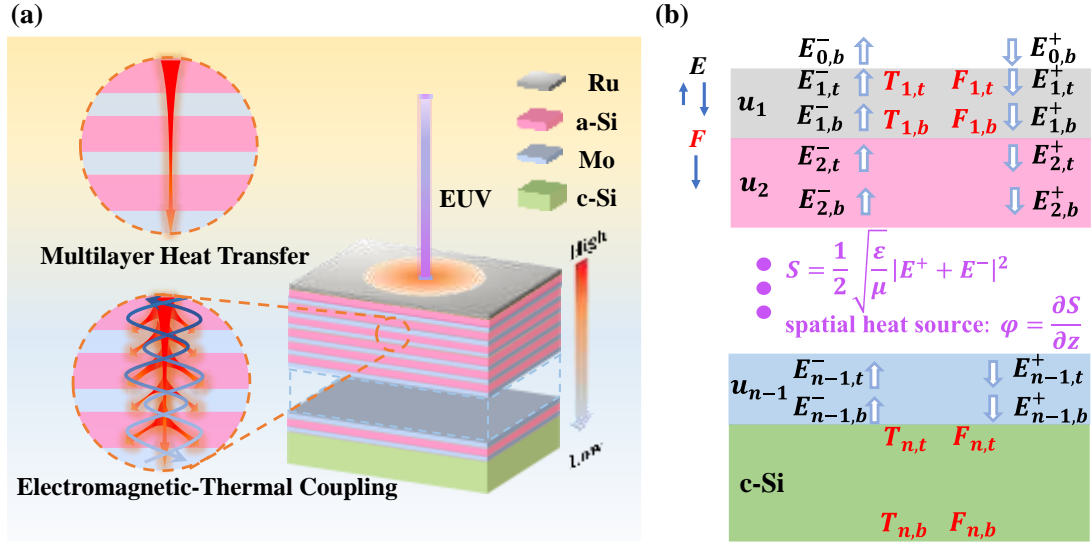 (a)
Ru
a-Si
Mo
c-Si
EUV
Multilayer Heat Transfer
High
Low
Electromagnetic-Thermal Coupling
(b)
E
F
E⁻₀,b E⁺₀,b
u₁
E⁻₁,t T₁,t F₁,t E⁺₁,t
E⁻₁,b T₁,b F₁,b E⁺₁,b
u₂
E⁻₂,t E⁺₂,t
E⁻₂,b E⁺₂,b
S = 1/2 √(ε/μ) |E⁺ + E⁻|²
spatial heat source: φ = ∂S/∂z
uₙ₋₁
E⁻ₙ₋₁,t E⁺ₙ₋₁,t
E⁻ₙ₋₁,b E⁺ₙ₋₁,b
Tₙ,t Fₙ,t
c-Si
Tₙ,b Fₙ,b